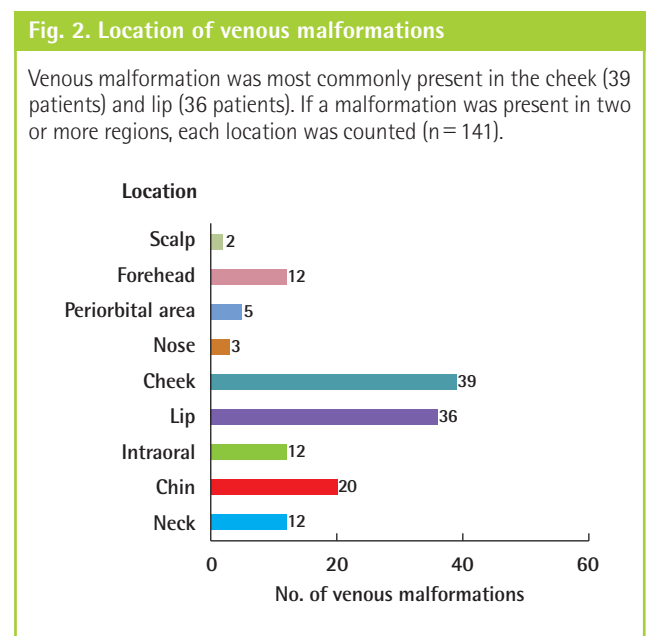 Fig. 2. Location of venous malformations
Venous malformation was most commonly present in the cheek (39
patients) and lip (36 patients). If a malformation was present in two
or more regions, each location was counted (n=141).
Location
Scalp 2
Forehead 12
Periorbital area 5
Nose 3
Cheek 39
Lip 36
Intraoral 12
Chin 20
Neck 12
0 20 40 60
No. of venous malformations